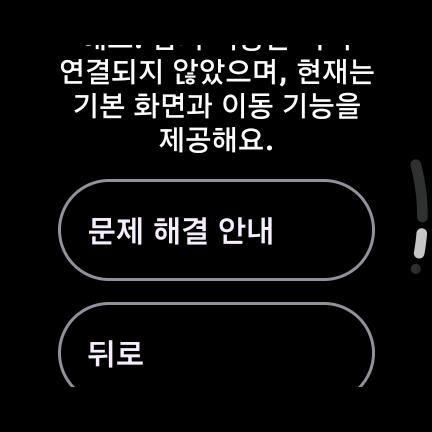 연결되지 않았으며, 현재는
기본 화면과 이동 기능을
제공해요.
문제 해결 안내
뒤로